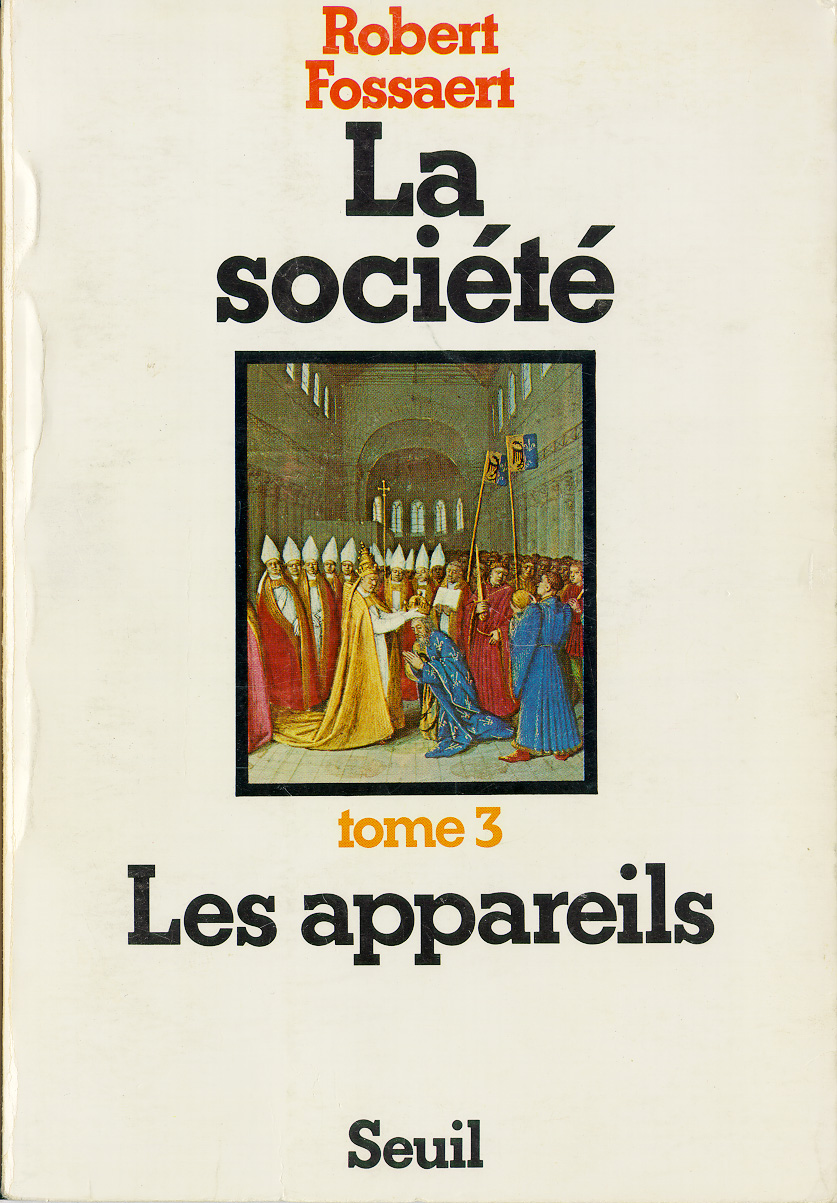 Robert
Fossaert
La
société
tome 3
Les appareils
Seuil